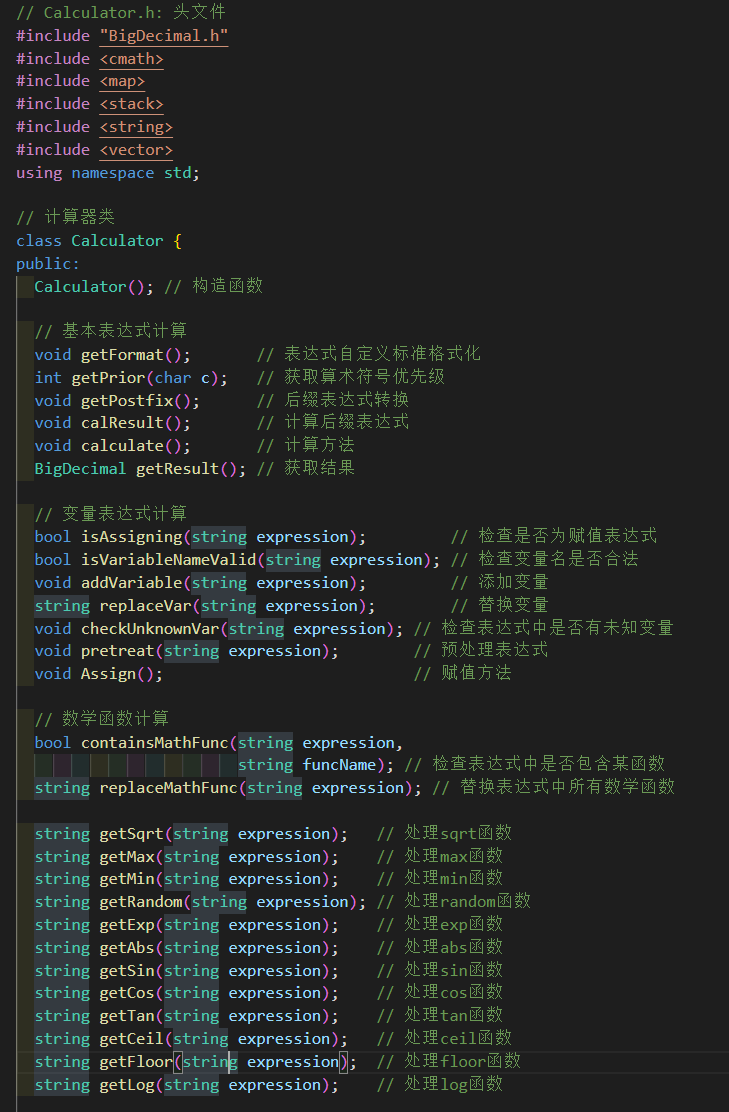 // Calculator.h: 头文件
#include "BigDecimal.h"
#include <cmath>
#include <map>
#include <stack>
#include <string>
#include <vector>
using namespace std;

// 计算器类
class Calculator {
public:
  Calculator(); // 构造函数

  // 基本表达式计算
  void getFormat();       // 表达式自定义标准格式化
  int getPrior(char c);   // 获取算术符号优先级
  void getPostfix();      // 后缀表达式转换
  void calResult();       // 计算后缀表达式
  void calculate();       // 计算方法
  BigDecimal getResult(); // 获取结果

  // 变量表达式计算
  bool isAssigning(string expression);         // 检查是否为赋值表达式
  bool isVariableNameValid(string expression); // 检查变量名是否合法
  void addVariable(string expression);         // 添加变量
  string replaceVar(string expression);        // 替换变量
  void checkUnknownVar(string expression); // 检查表达式中是否有未知变量
  void pretreat(string expression);        // 预处理表达式
  void Assign();                           // 赋值方法

  // 数学函数计算
  bool containsMathFunc(string expression,
                        string funcName); // 检查表达式中是否包含某函数
  string replaceMathFunc(string expression); // 替换表达式中所有数学函数

  string getSqrt(string expression);   // 处理sqrt函数
  string getMax(string expression);    // 处理max函数
  string getMin(string expression);    // 处理min函数
  string getRandom(string expression); // 处理random函数
  string getExp(string expression);    // 处理exp函数
  string getAbs(string expression);    // 处理abs函数
  string getSin(string expression);    // 处理sin函数
  string getCos(string expression);    // 处理cos函数
  string getTan(string expression);    // 处理tan函数
  string getCeil(string expression);   // 处理ceil函数
  string getFloor(string expression);  // 处理floor函数
  string getLog(string expression);    // 处理log函数